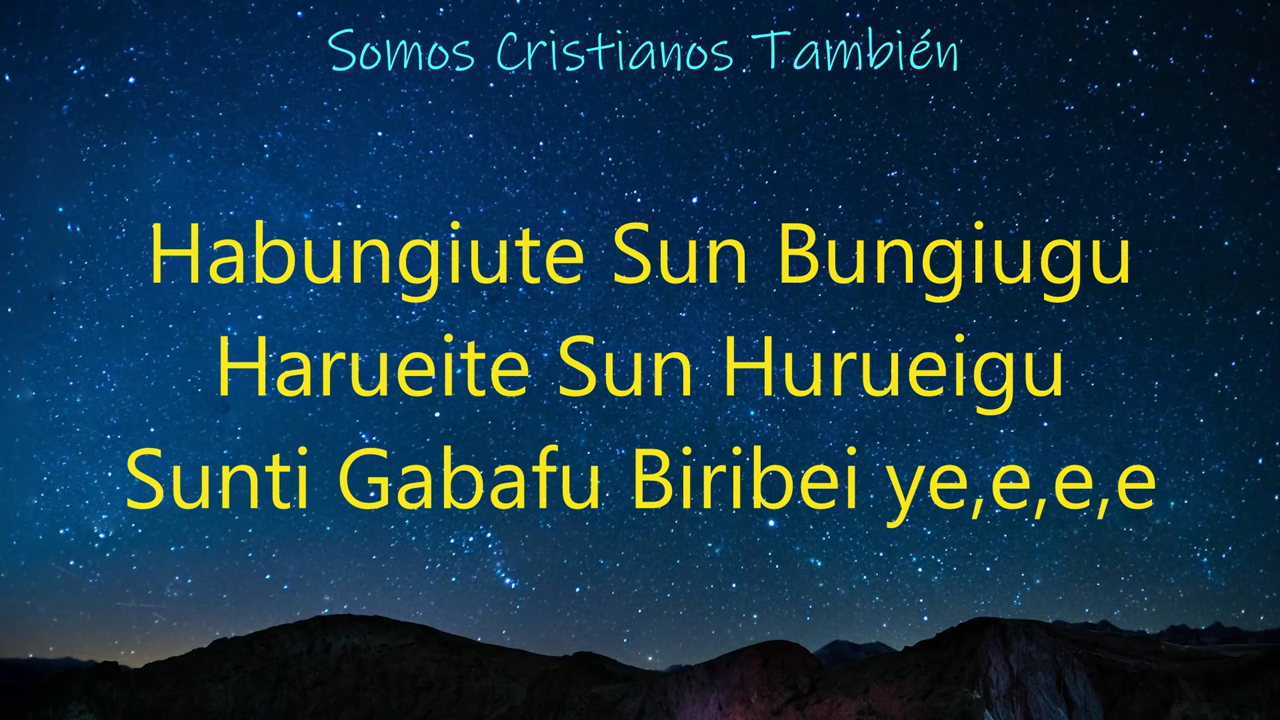 Somos Cristianos También
Habungiute Sun Bungiugu
Harueite Sun Hurueigu
Sunti Gabafu Biribei ye,e,e,e